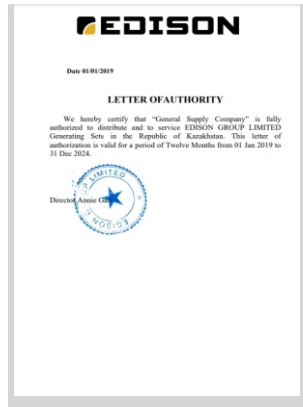 EDISON
Date 01/01/2019
LETTER OFAUTHORITY
We hereby certify that “General Supply Company” is fully
authorized to distribute and to service EDISON GROUP LIMITED
Generating Sets in the Republic of Kazakhstan. This letter of
authorization is valid for a period of Twelve Months from 01 Jan 2019 to
31 Dec 2024.
LIMITED
Director Annie